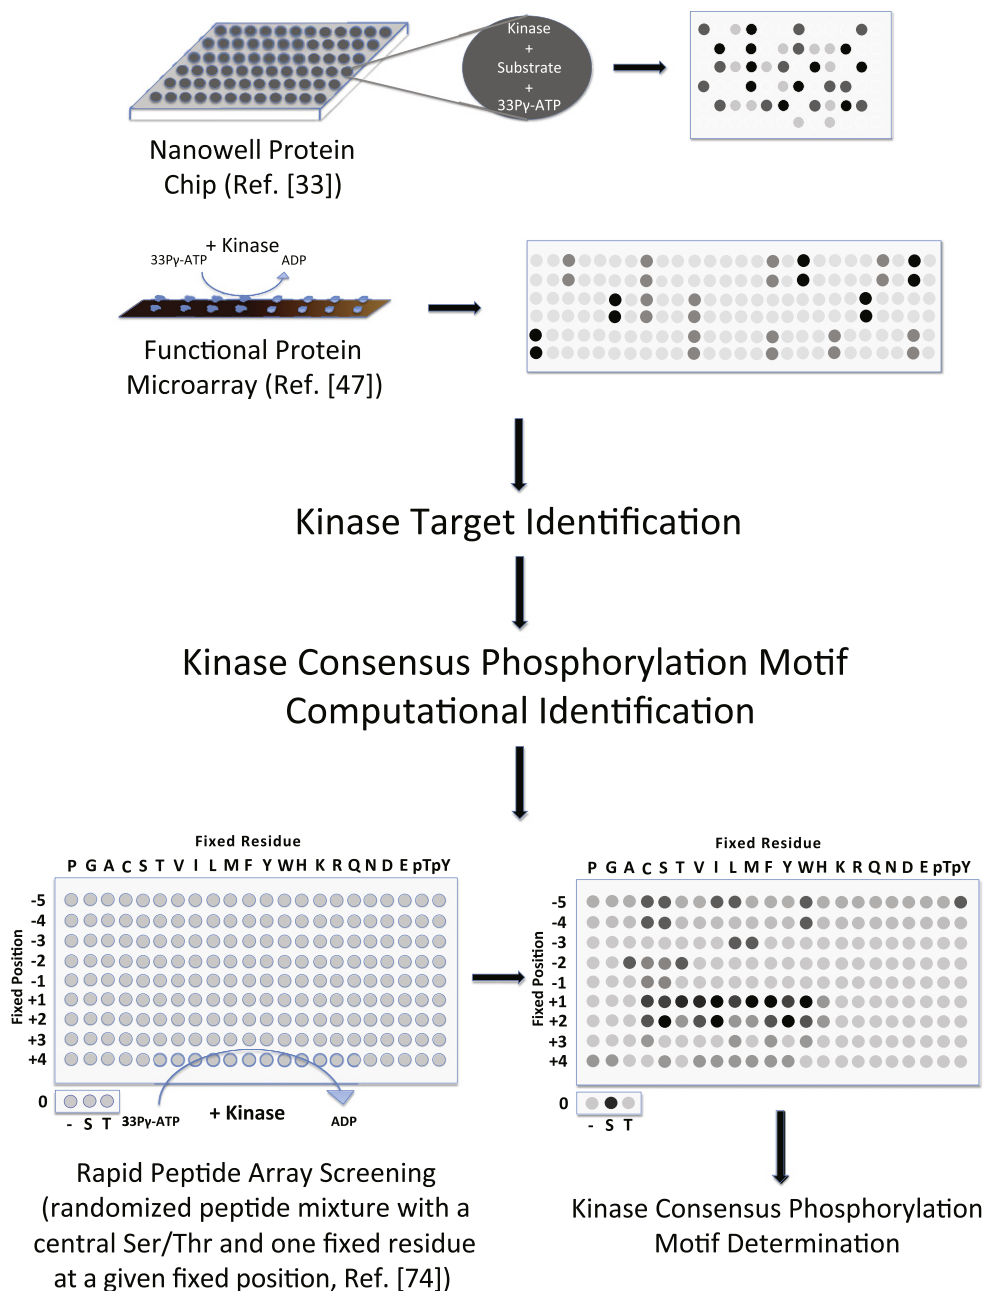 Kinase
+
Substrate
+
33Pγ-ATP
Nanowell Protein
Chip (Ref. [33])
+ Kinase
33Pγ-ATP ADP
Functional Protein
Microarray (Ref. [47])
Kinase Target Identification
Kinase Consensus Phosphorylation Motif
Computational Identification
Fixed Residue
P G A C S T V I L M F Y W H K R Q N D E pT pY
Fixed Position
-5
-4
-3
-2
-1
+1
+2
+3
+4
0
- S T
33Pγ-ATP
+ Kinase
ADP
Rapid Peptide Array Screening
(randomized peptide mixture with a
central Ser/Thr and one fixed residue
at a given fixed position, Ref. [74])
Fixed Residue
P G A C S T V I L M F Y W H K R Q N D E pT pY
Fixed Position
-5
-4
-3
-2
-1
+1
+2
+3
+4
0
- S T
Kinase Consensus Phosphorylation
Motif Determination